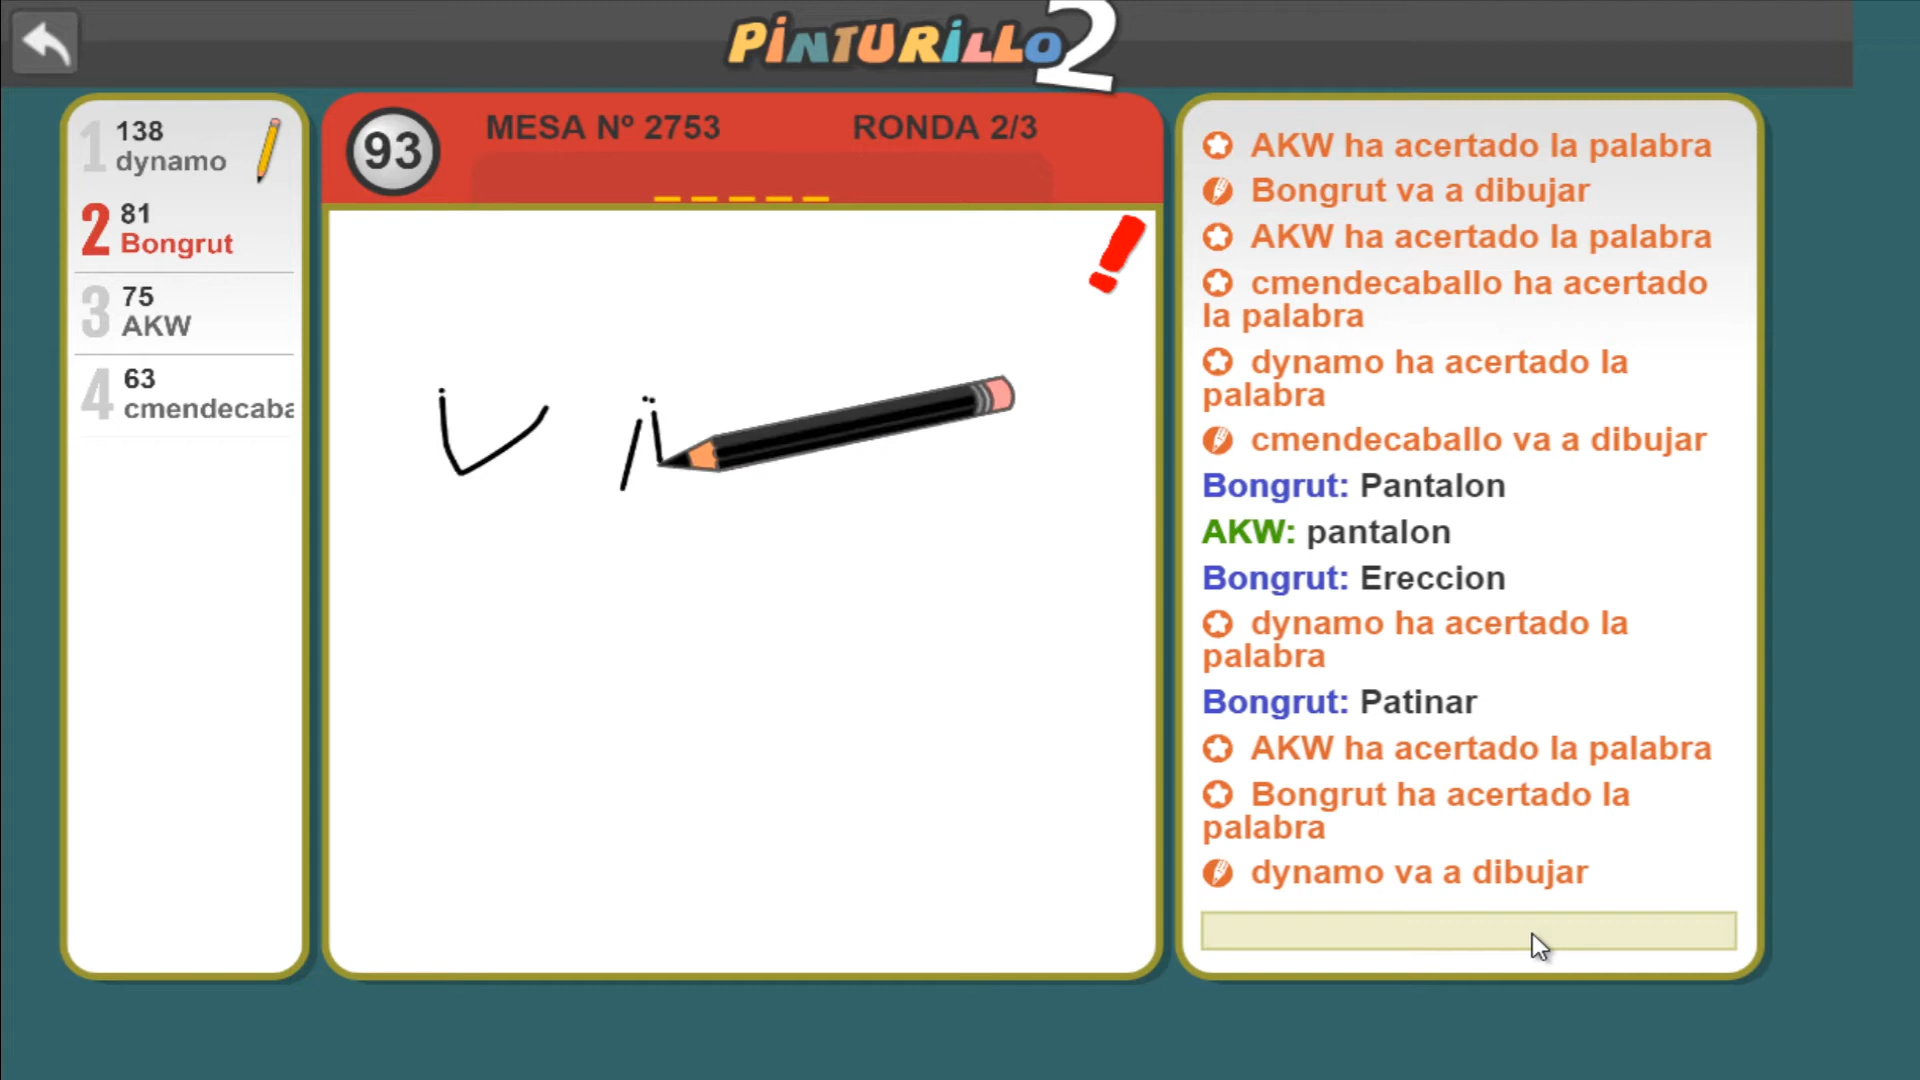 PINTURILLO 2
1 138
dynamo
2 81
Bongrut
3 75
AKW
4 63
cmendecaba
93
MESA Nº 2753
RONDA 2/3
_ _ _ _ _
!
AKW ha acertado la palabra
Bongrut va a dibujar
AKW ha acertado la palabra
cmendecaballo ha acertado
la palabra
dynamo ha acertado la
palabra
cmendecaballo va a dibujar
Bongrut: Pantalon
AKW: pantalon
Bongrut: Ereccion
dynamo ha acertado la
palabra
Bongrut: Patinar
AKW ha acertado la palabra
Bongrut ha acertado la
palabra
dynamo va a dibujar